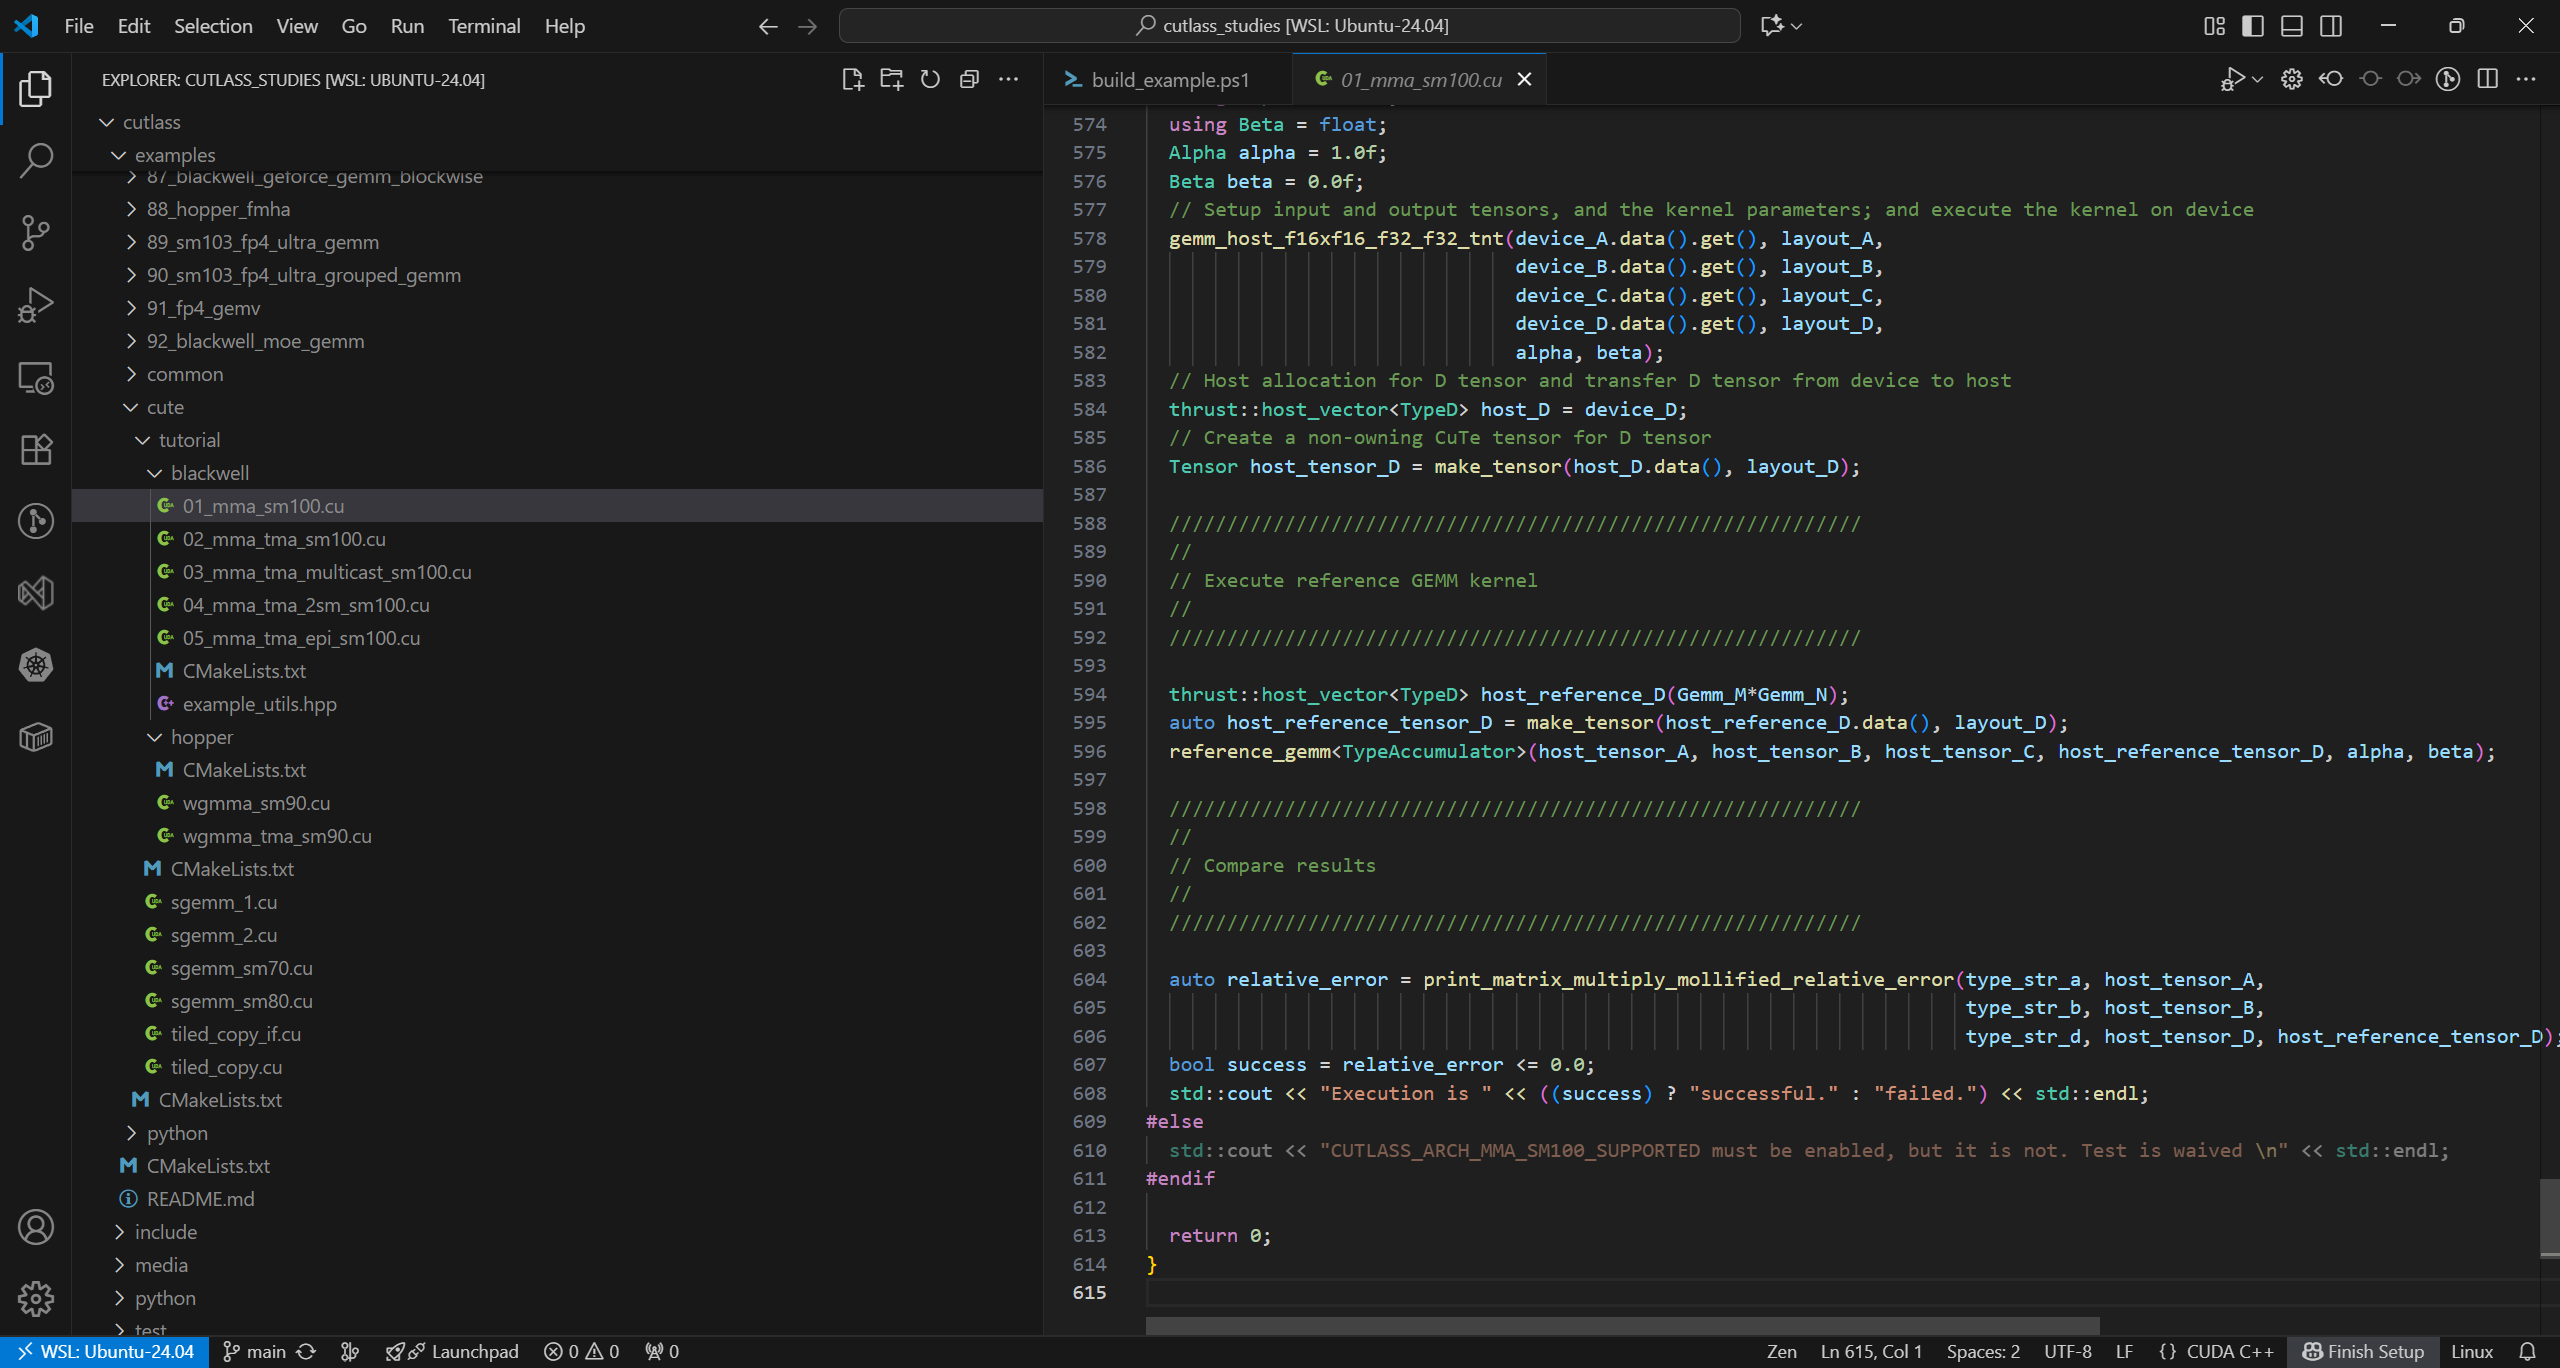 File Edit Selection View Go Run Terminal Help
cutlass_studies [WSL: Ubuntu-24.04]
EXPLORER: CUTLASS_STUDIES [WSL: UBUNTU-24.04]
cutlass
examples
87_blackwell_geforce_gemm_blockwise
88_hopper_fmha
89_sm103_fp4_ultra_gemm
90_sm103_fp4_ultra_grouped_gemm
91_fp4_gemv
92_blackwell_moe_gemm
common
cute
tutorial
blackwell
01_mma_sm100.cu
02_mma_tma_sm100.cu
03_mma_tma_multicast_sm100.cu
04_mma_tma_2sm_sm100.cu
05_mma_tma_epi_sm100.cu
CMakeLists.txt
example_utils.hpp
hopper
CMakeLists.txt
wgmma_sm90.cu
wgmma_tma_sm90.cu
CMakeLists.txt
sgemm_1.cu
sgemm_2.cu
sgemm_sm70.cu
sgemm_sm80.cu
tiled_copy_if.cu
tiled_copy.cu
CMakeLists.txt
python
CMakeLists.txt
README.md
include
media
python
test
build_example.ps1
01_mma_sm100.cu
574 using Beta = float;
575 Alpha alpha = 1.0f;
576 Beta beta = 0.0f;
577 // Setup input and output tensors, and the kernel parameters; and execute the kernel on device
578 gemm_host_f16xf16_f32_f32_tnt(device_A.data().get(), layout_A,
579 device_B.data().get(), layout_B,
580 device_C.data().get(), layout_C,
581 device_D.data().get(), layout_D,
582 alpha, beta);
583 // Host allocation for D tensor and transfer D tensor from device to host
584 thrust::host_vector<TypeD> host_D = device_D;
585 // Create a non-owning CuTe tensor for D tensor
586 Tensor host_tensor_D = make_tensor(host_D.data(), layout_D);
587
588 ////////////////////////////////////////////////////////////
589 //
590 // Execute reference GEMM kernel
591 //
592 ////////////////////////////////////////////////////////////
593
594 thrust::host_vector<TypeD> host_reference_D(Gemm_M*Gemm_N);
595 auto host_reference_tensor_D = make_tensor(host_reference_D.data(), layout_D);
596 reference_gemm<TypeAccumulator>(host_tensor_A, host_tensor_B, host_tensor_C, host_reference_tensor_D, alpha, beta);
597
598 ////////////////////////////////////////////////////////////
599 //
600 // Compare results
601 //
602 ////////////////////////////////////////////////////////////
603
604 auto relative_error = print_matrix_multiply_mollified_relative_error(type_str_a, host_tensor_A,
605 type_str_b, host_tensor_B,
606 type_str_d, host_tensor_D, host_reference_tensor_D);
607 bool success = relative_error <= 0.0;
608 std::cout << "Execution is " << ((success) ? "successful." : "failed.") << std::endl;
609 #else
610 std::cout << "CUTLASS_ARCH_MMA_SM100_SUPPORTED must be enabled, but it is not. Test is waived \n" << std::endl;
611 #endif
612
613 return 0;
614 }
615
WSL: Ubuntu-24.04 main Launchpad 0 0 0 Zen Ln 615, Col 1 Spaces: 2 UTF-8 LF {} CUDA C++ Finish Setup Linux